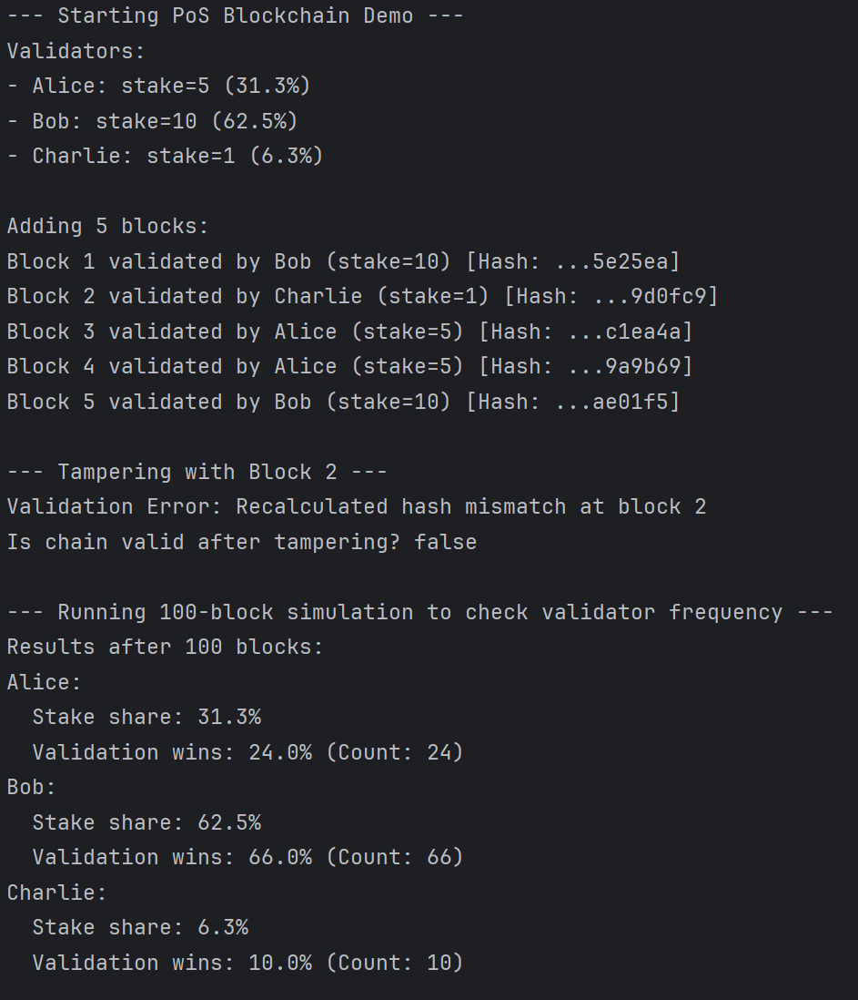 --- Starting PoS Blockchain Demo ---
Validators:
- Alice: stake=5 (31.3%)
- Bob: stake=10 (62.5%)
- Charlie: stake=1 (6.3%)
Adding 5 blocks:
Block 1 validated by Bob (stake=10) [Hash: ...5e25ea]
Block 2 validated by Charlie (stake=1) [Hash: ...9d0fc9]
Block 3 validated by Alice (stake=5) [Hash: ...c1ea4a]
Block 4 validated by Alice (stake=5) [Hash: ...9a9b69]
Block 5 validated by Bob (stake=10) [Hash: ...ae01f5]
--- Tampering with Block 2 ---
Validation Error: Recalculated hash mismatch at block 2
Is chain valid after tampering? false
--- Running 100-block simulation to check validator frequency ---
Results after 100 blocks:
Alice:
  Stake share: 31.3%
  Validation wins: 24.0% (Count: 24)
Bob:
  Stake share: 62.5%
  Validation wins: 66.0% (Count: 66)
Charlie:
  Stake share: 6.3%
  Validation wins: 10.0% (Count: 10)